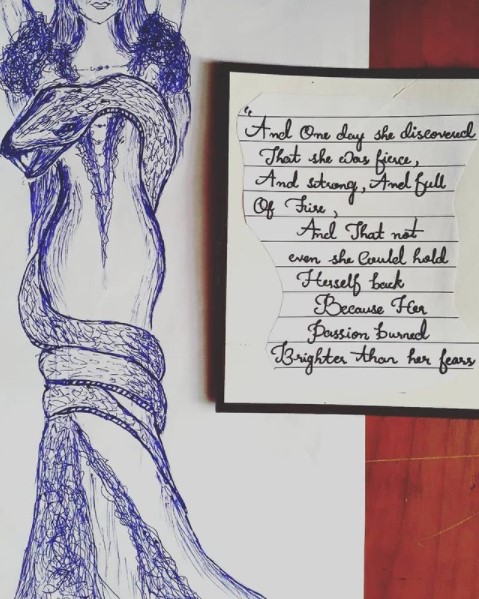 "And One day she discovered
That she was fierce,
And strong, And full
Of Fire,
And That not
even she Could hold
Herself back
Because Her
Passion burned
Brighter than her fears